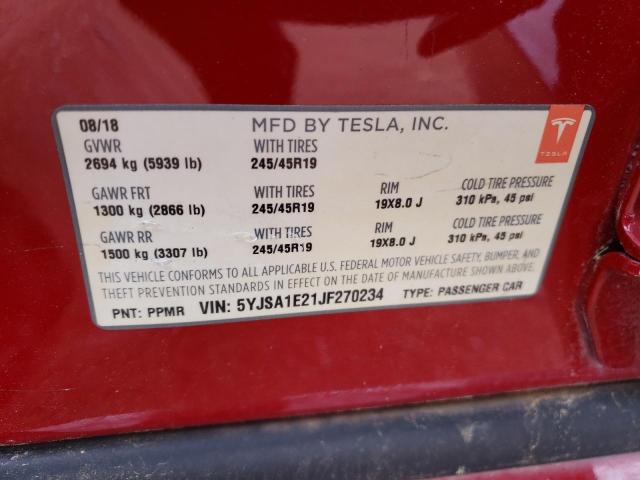 08/18 MFD BY TESLA, INC.
GVWR WITH TIRES
2694 kg (5939 lb) 245/45R19
TESLA
GAWR FRT WITH TIRES RIM COLD TIRE PRESSURE
1300 kg (2866 lb) 245/45R19 19X8.0 J 310 kPa, 45 psi
GAWR RR WITH TIRES RIM COLD TIRE PRESSURE
1500 kg (3307 lb) 245/45R19 19X8.0 J 310 kPa, 45 psi
THIS VEHICLE CONFORMS TO ALL APPLICABLE U.S. FEDERAL MOTOR VEHICLE SAFETY, BUMPER, AND
THEFT PREVENTION STANDARDS IN EFFECT ON THE DATE OF MANUFACTURE SHOWN ABOVE.
PNT: PPMR VIN: 5YJSA1E21JF270234 TYPE: PASSENGER CAR